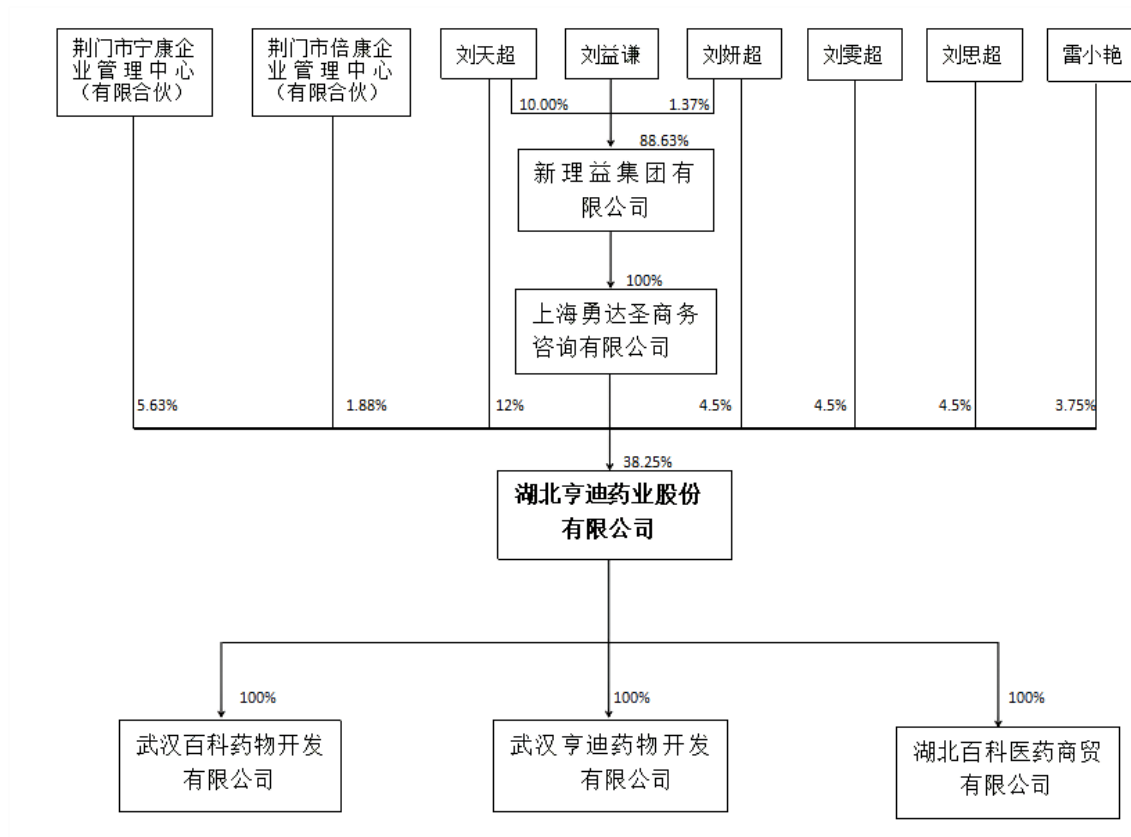 荆门市宁康企
业管理中心
（有限合伙）
荆门市倍康企
业管理中心
（有限合伙）
刘天超
刘益谦
刘妍超
刘雯超
刘思超
雷小艳
10.00%
1.37%
88.63%
新理益集团有
限公司
100%
上海勇达圣商务
咨询有限公司
5.63%
1.88%
12%
4.5%
4.5%
4.5%
3.75%
38.25%
湖北亨迪药业股份
有限公司
100%
100%
100%
武汉百科药物开发
有限公司
武汉亨迪药物开发
有限公司
湖北百科医药商贸
有限公司